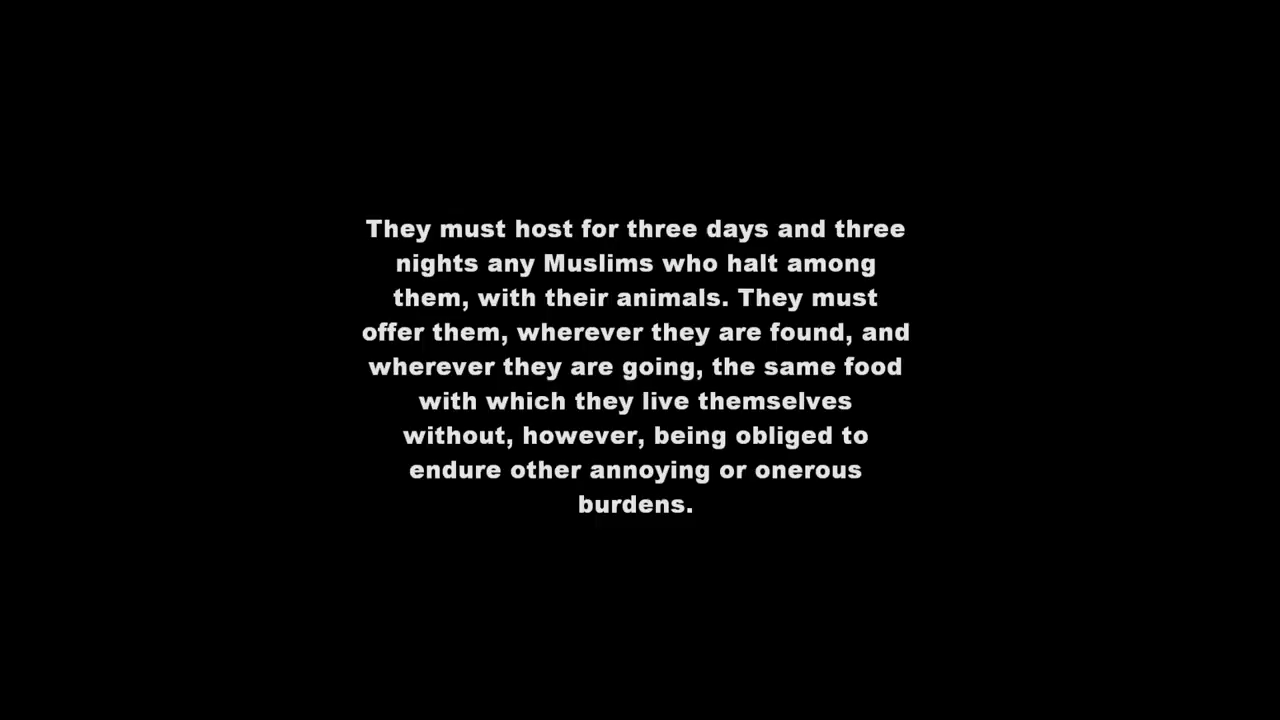 They must host for three days and three
nights any Muslims who halt among
them, with their animals. They must
offer them, wherever they are found, and
wherever they are going, the same food
with which they live themselves
without, however, being obliged to
endure other annoying or onerous
burdens.